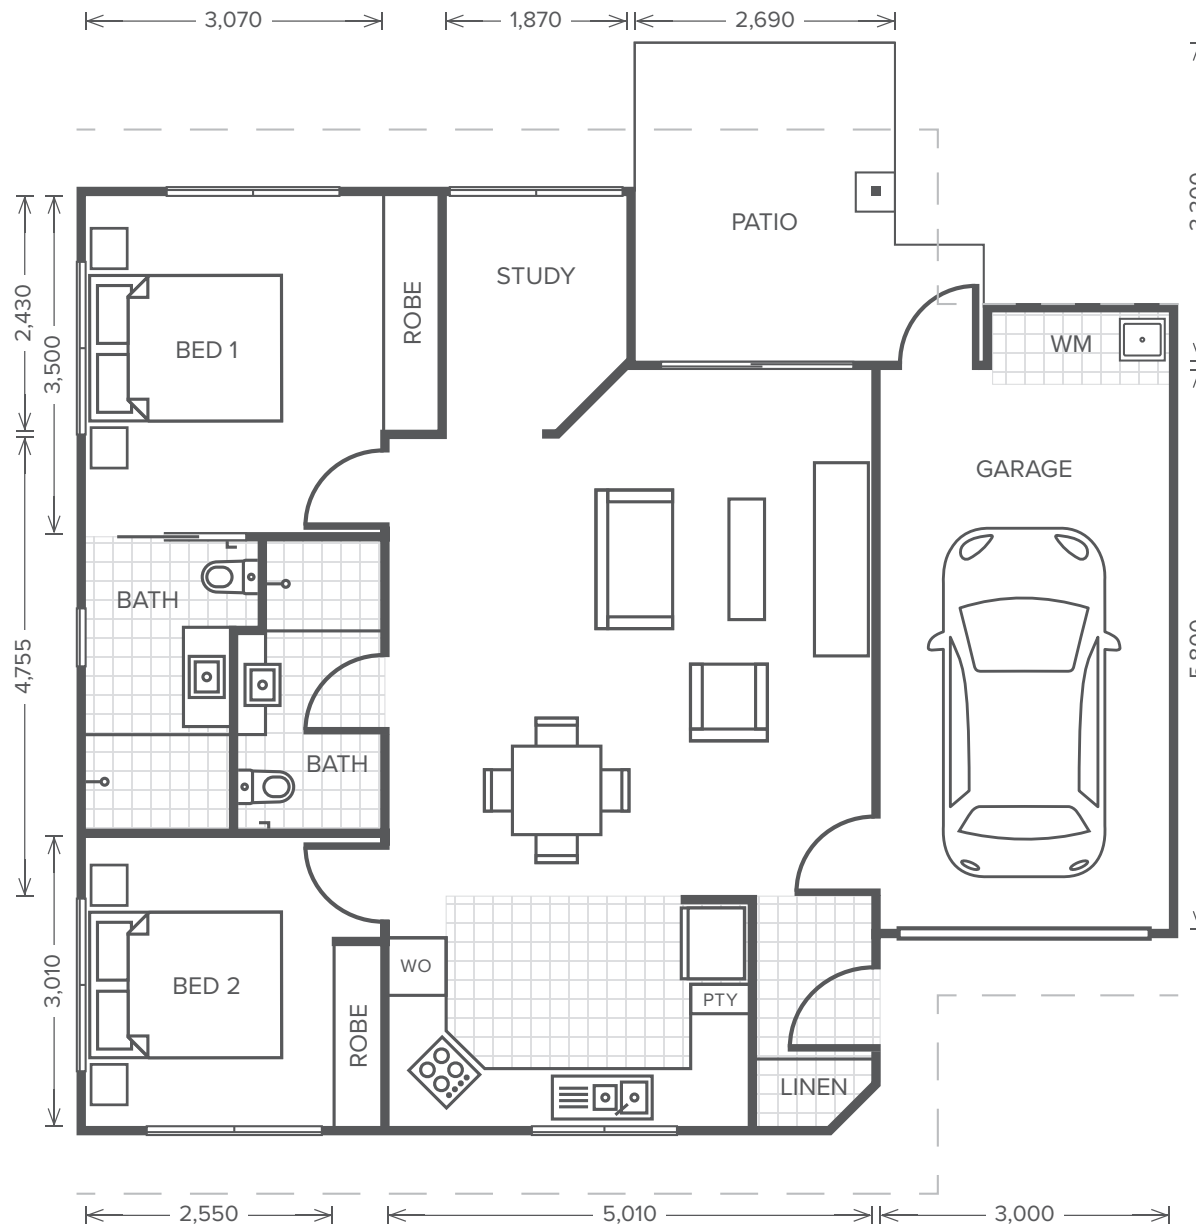 3,070
1,870
2,690
PATIO
STUDY
ROBE
BED 1
2,430
3,500
WM
GARAGE
BATH
4,755
BATH
WO
BED 2
PTY
3,010
ROBE
LINEN
2,550
5,010
3,000